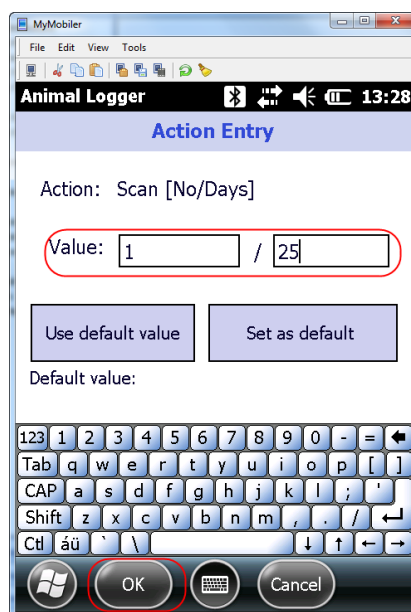 MyMobiler
File Edit View Tools
Animal Logger 13:28
Action Entry
Action: Scan [No/Days]
Value: 1 / 25
Use default value Set as default
Default value:
123 1 2 3 4 5 6 7 8 9 0 - =
Tab q w e r t y u i o p [ ]
CAP a s d f g h j k l ; '
Shift z x c v b n m , . /
Ctl áü ` \
OK Cancel